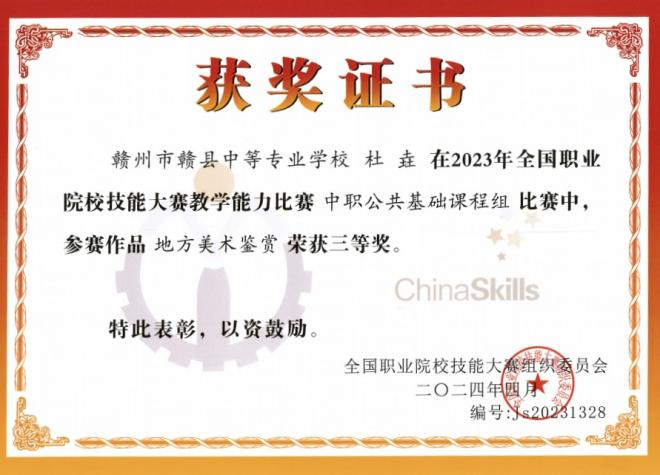 获奖证书
赣州市赣县中等专业学校 杜 垚 在2023年全国职业
院校技能大赛教学能力比赛 中职公共基础课程组 比赛中，
参赛作品 地方美术鉴赏 荣获三等奖。
ChinaSkills
特此表彰，以资鼓励。
全国职业院校技能大赛组织委员会
二〇二四年四月
编号:js20231328